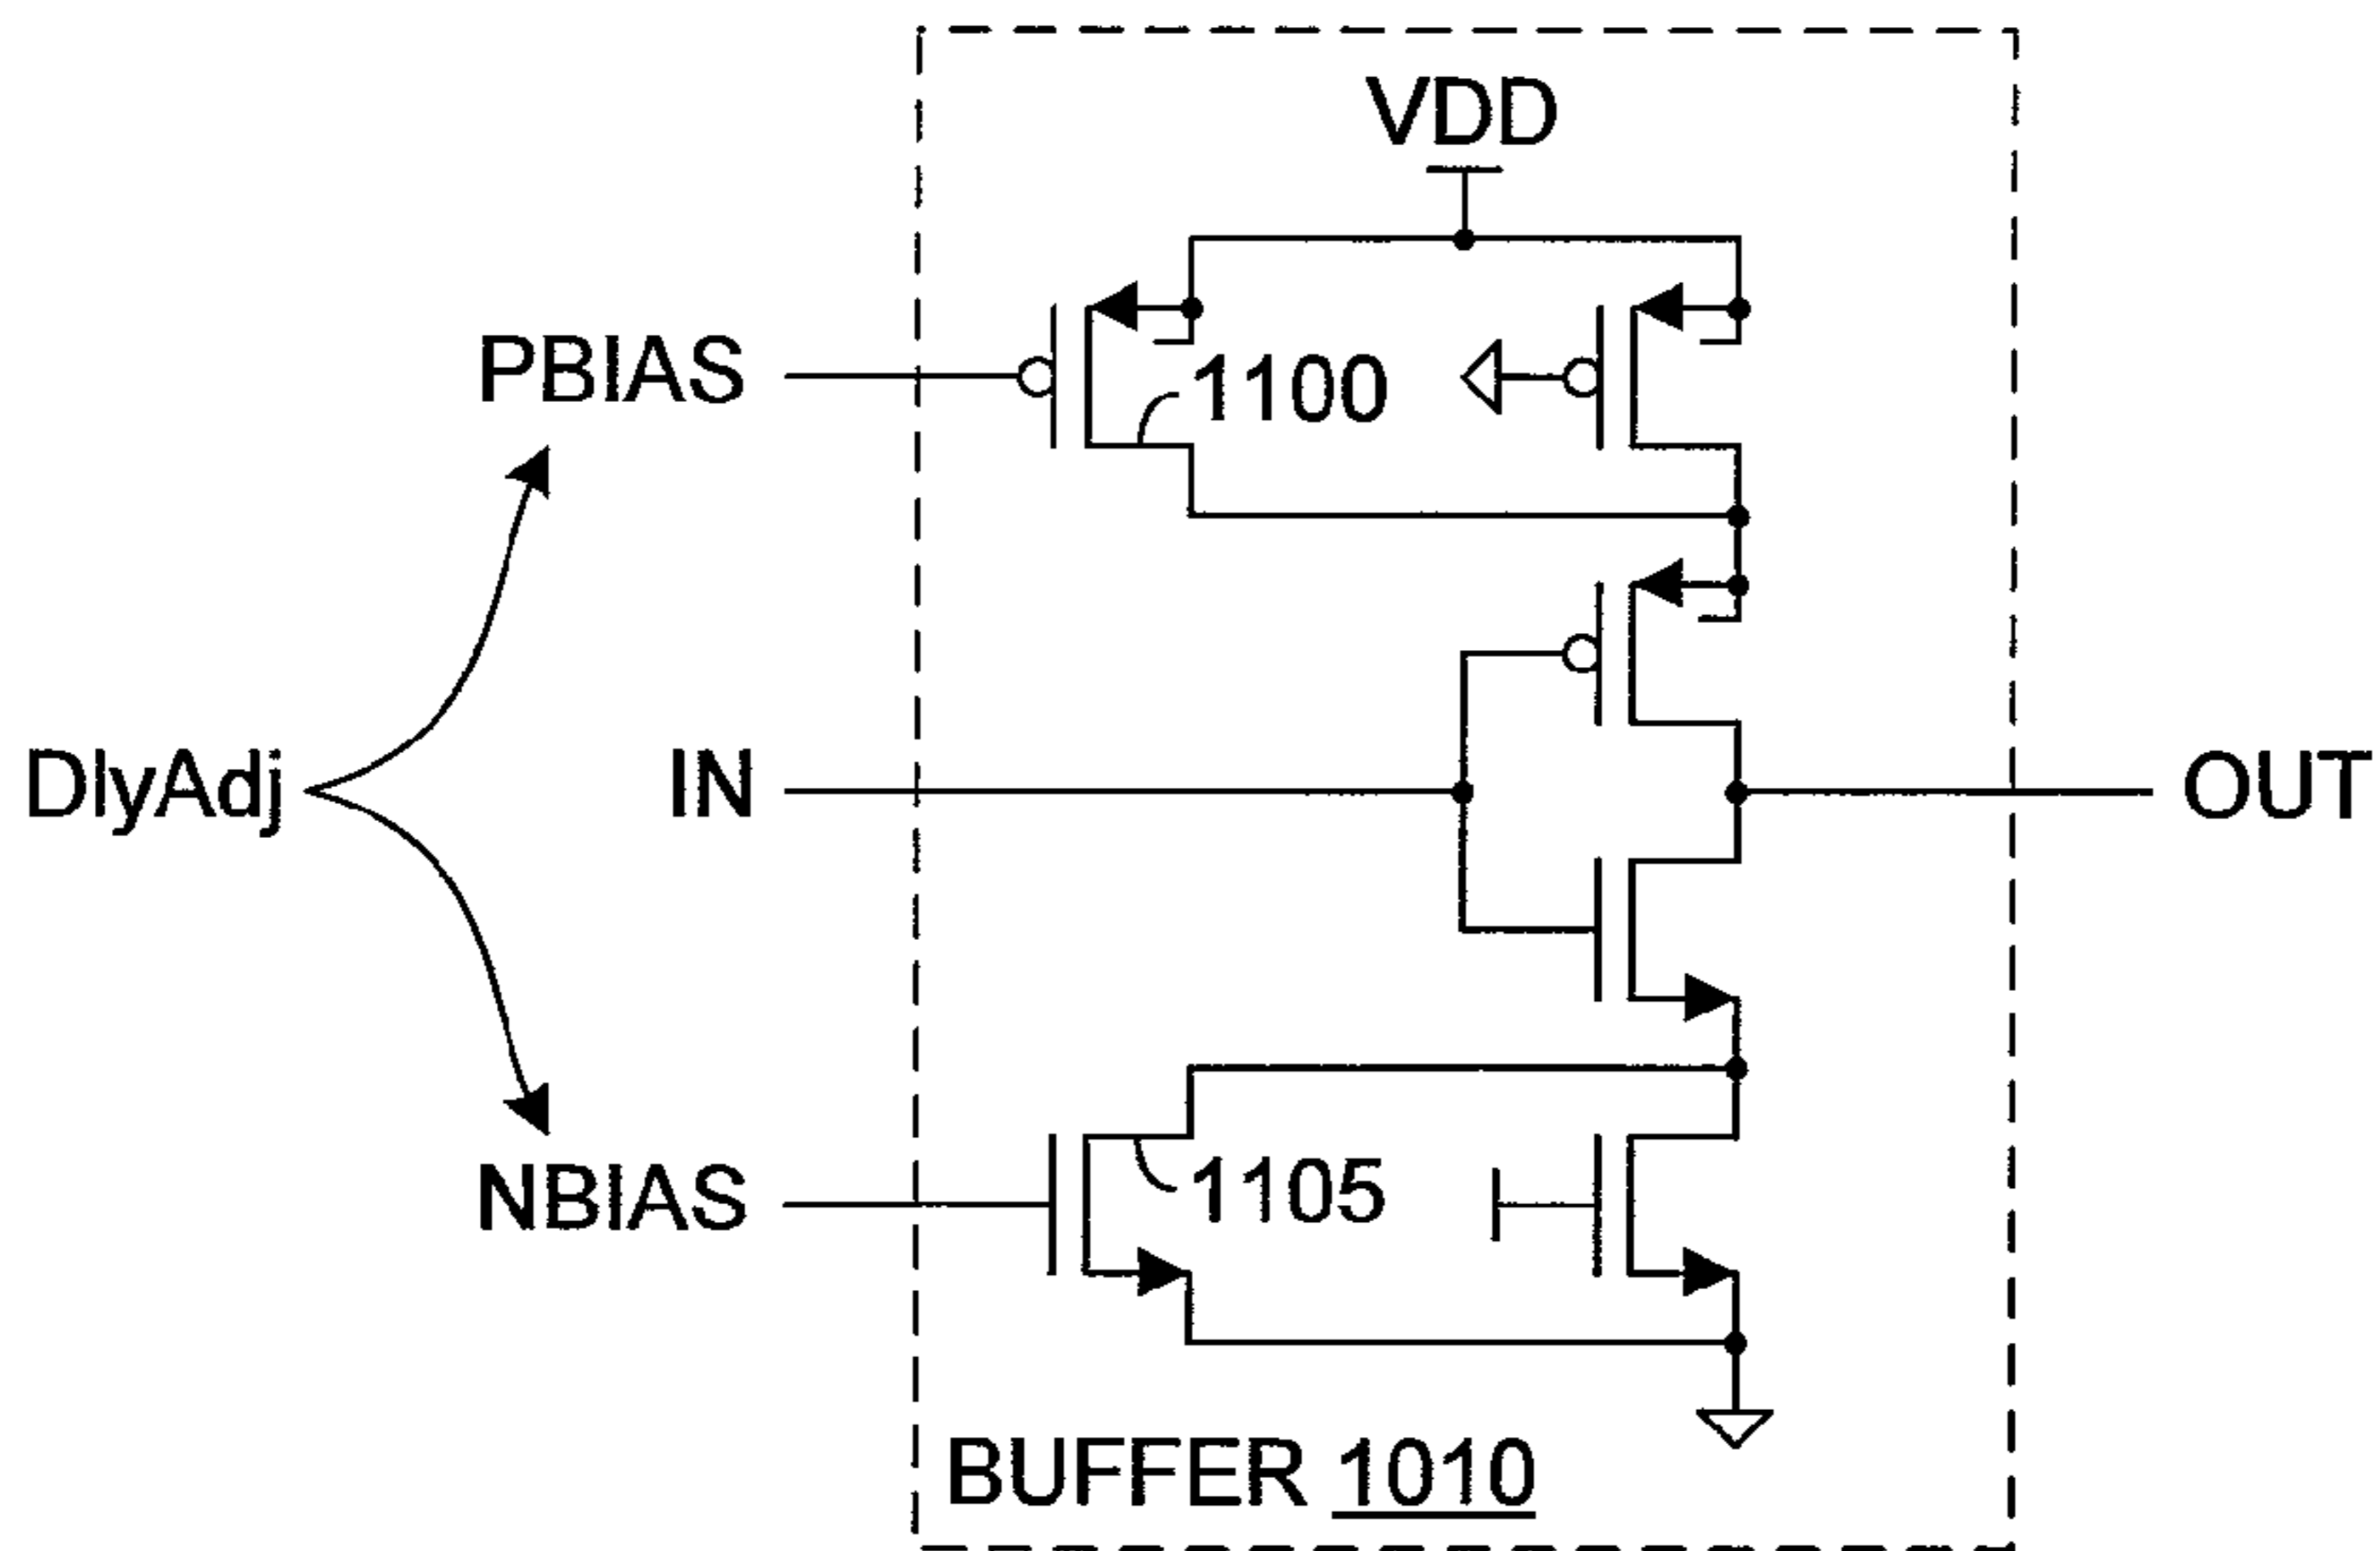 VDD
PBIAS
1100
DlyAdj
IN
OUT
NBIAS
1105
BUFFER 1010